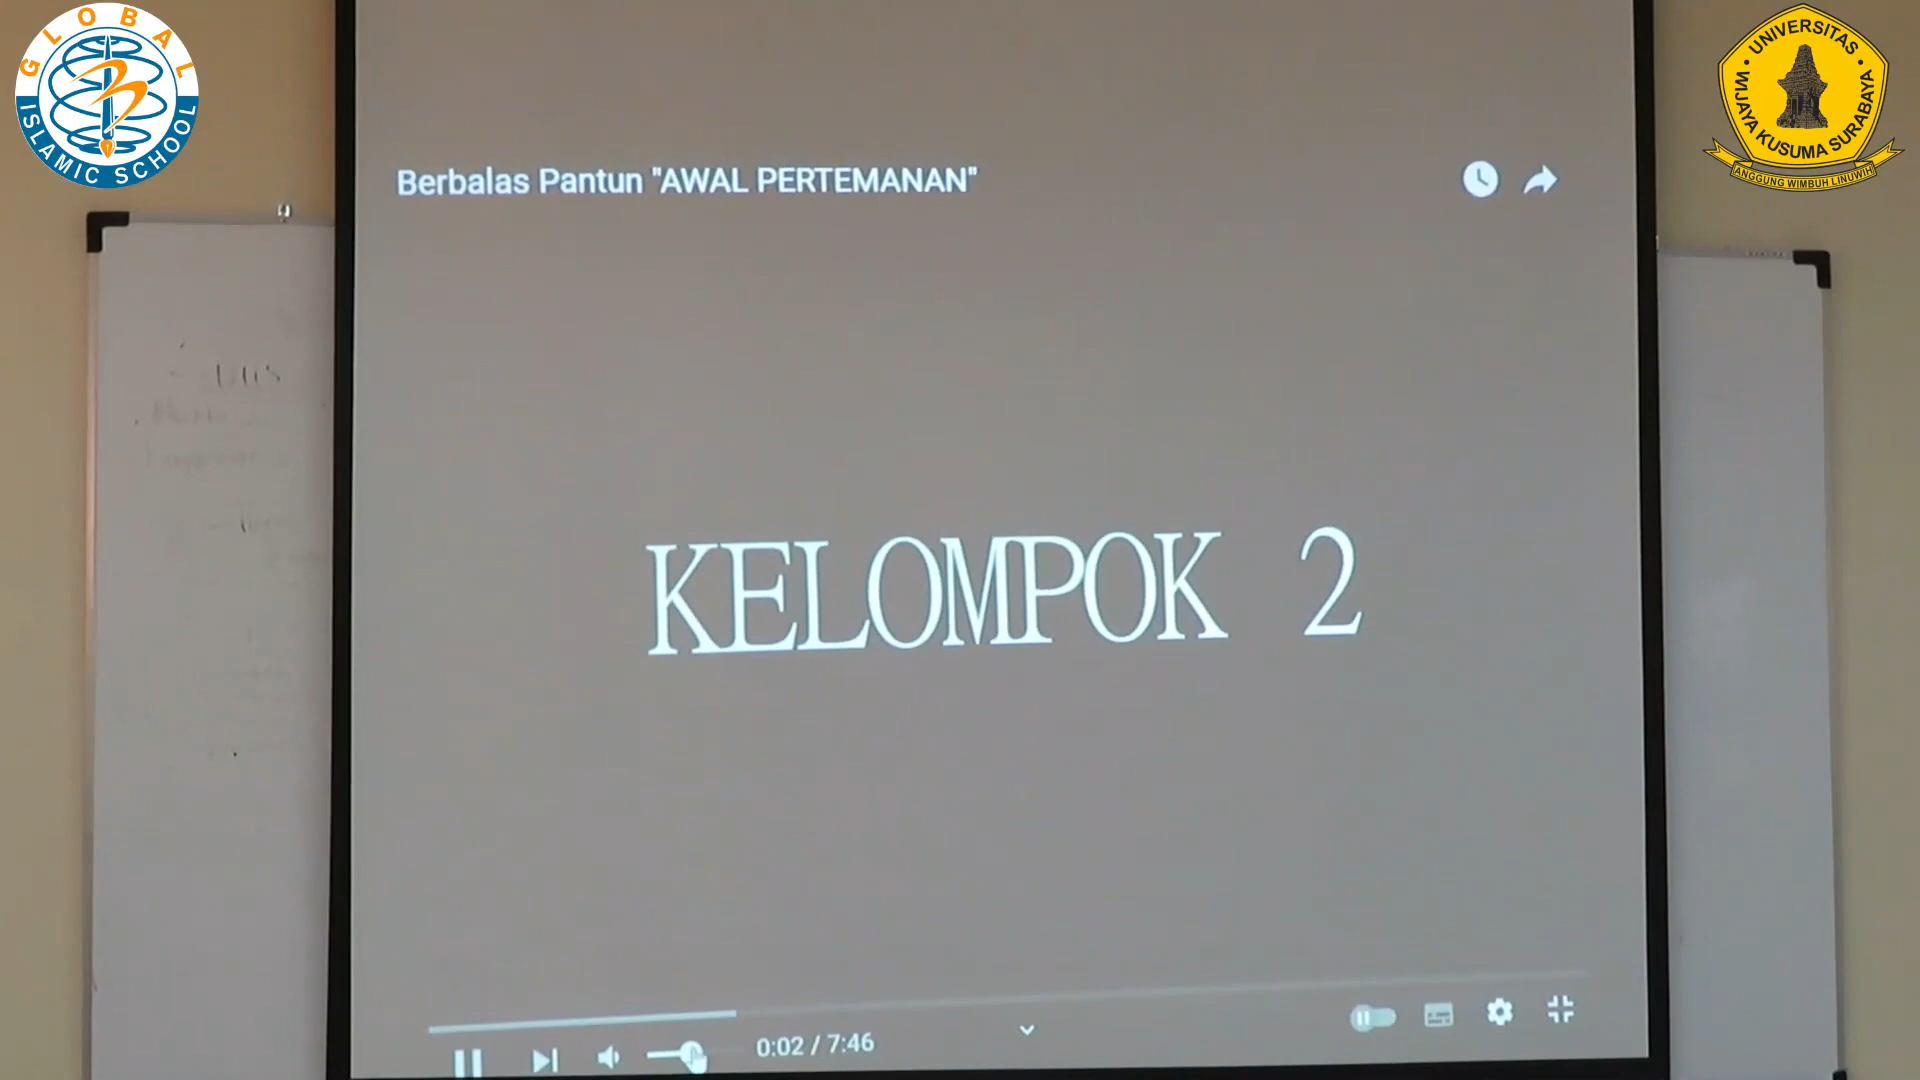 GLOBAL
ISLAMIC SCHOOL
UNIVERSITAS
WIJAYA KUSUMA SURABAYA
ANGGUNG WIMBUH LINUWIH
Berbalas Pantun "AWAL PERTEMANAN"
KELOMPOK 2
0:02 / 7:46